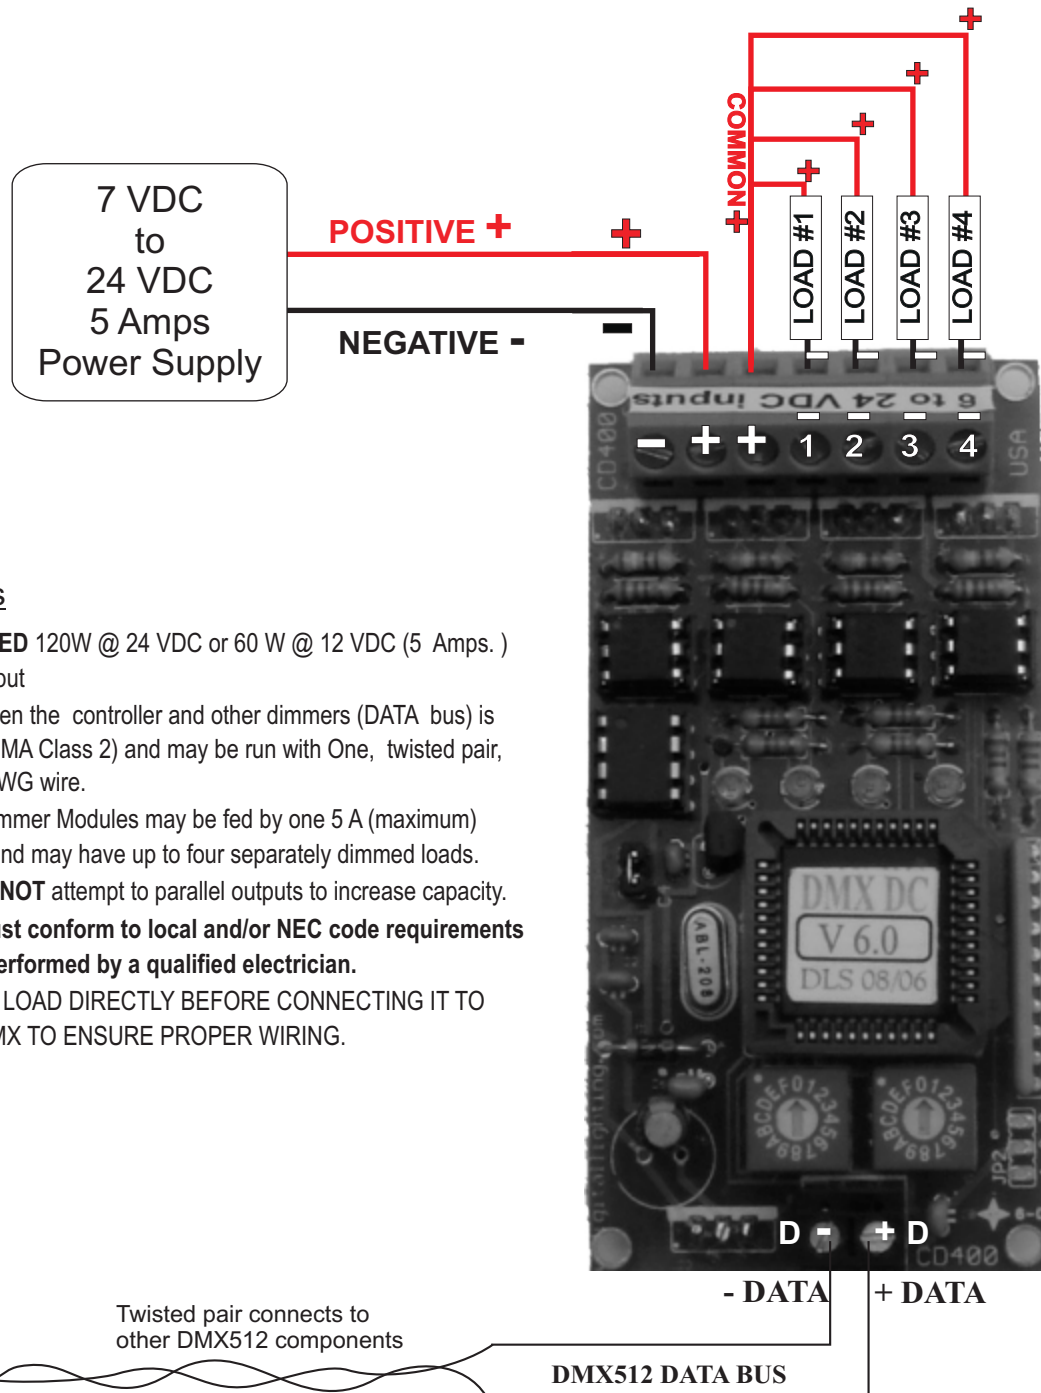 7 VDC
to
24 VDC
5 Amps
Power Supply
POSITIVE +
NEGATIVE -
+
-
COMMON +
+
+
+
+
LOAD #1
LOAD #2
LOAD #3
LOAD #4
6 to 24 VDC inputs
- + + 1 2 3 4
CD400
USA
S
ED 120W @ 24 VDC or 60 W @ 12 VDC (5 Amps. )
out
en the controller and other dimmers (DATA bus) is
MA Class 2) and may be run with One, twisted pair,
WG wire.
mmer Modules may be fed by one 5 A (maximum)
nd may have up to four separately dimmed loads.
NOT attempt to parallel outputs to increase capacity.
ust conform to local and/or NEC code requirements
erformed by a qualified electrician.
LOAD DIRECTLY BEFORE CONNECTING IT TO
MX TO ENSURE PROPER WIRING.
DMX DC
V 6.0
DLS 08/06
ABL-208
JP2
D - + D
CD400
- DATA
+ DATA
Twisted pair connects to
other DMX512 components
DMX512 DATA BUS